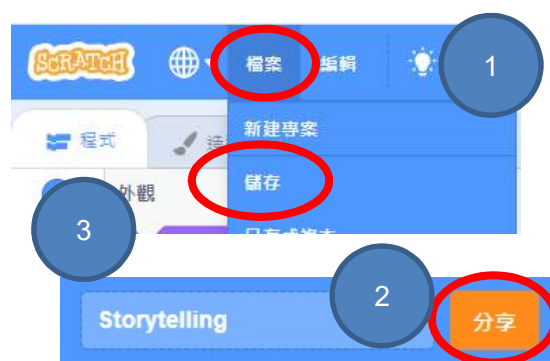 SCRATCH 檔案 編輯 1
新建專案
程式
儲存
外觀
3
2
Storytelling 分享